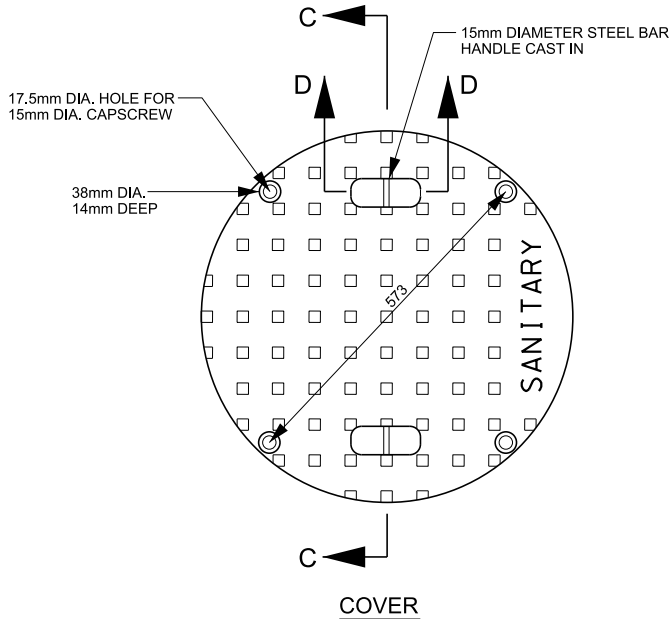 C
15mm DIAMETER STEEL BAR
HANDLE CAST IN
D
D
17.5mm DIA. HOLE FOR
15mm DIA. CAPSCREW
38mm DIA.
14mm DEEP
573
SANITARY
C
COVER